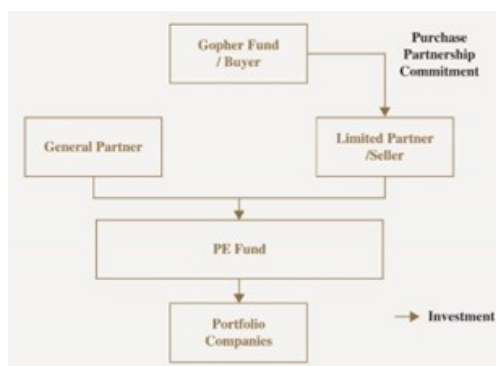 Gopher Fund
/ Buyer
Purchase
Partnership
Commitment
General Partner
Limited Partner
/Seller
PE Fund
Portfolio
Companies
Investment